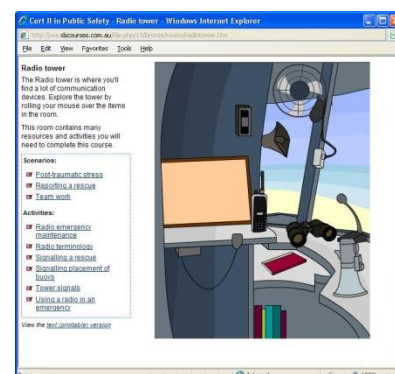 Cert II in Public Safety - Radio tower - Windows Internet Explorer
File Edit View Favorites Tools Help
Radio tower
The Radio tower is where you'll
find a lot of communication
devices. Explore the tower by
rolling your mouse over the items
in the room.
This room contains many
resources and activities you will
need to complete this course.
Scenarios:
Post-traumatic stress
Reporting a rescue
Team work
Activities:
Radio emergency
maintenance
Radio terminology
Signalling a rescue
Signalling placement of
buoys
Tower signals
Using a radio in an
emergency
View the text (printable) version